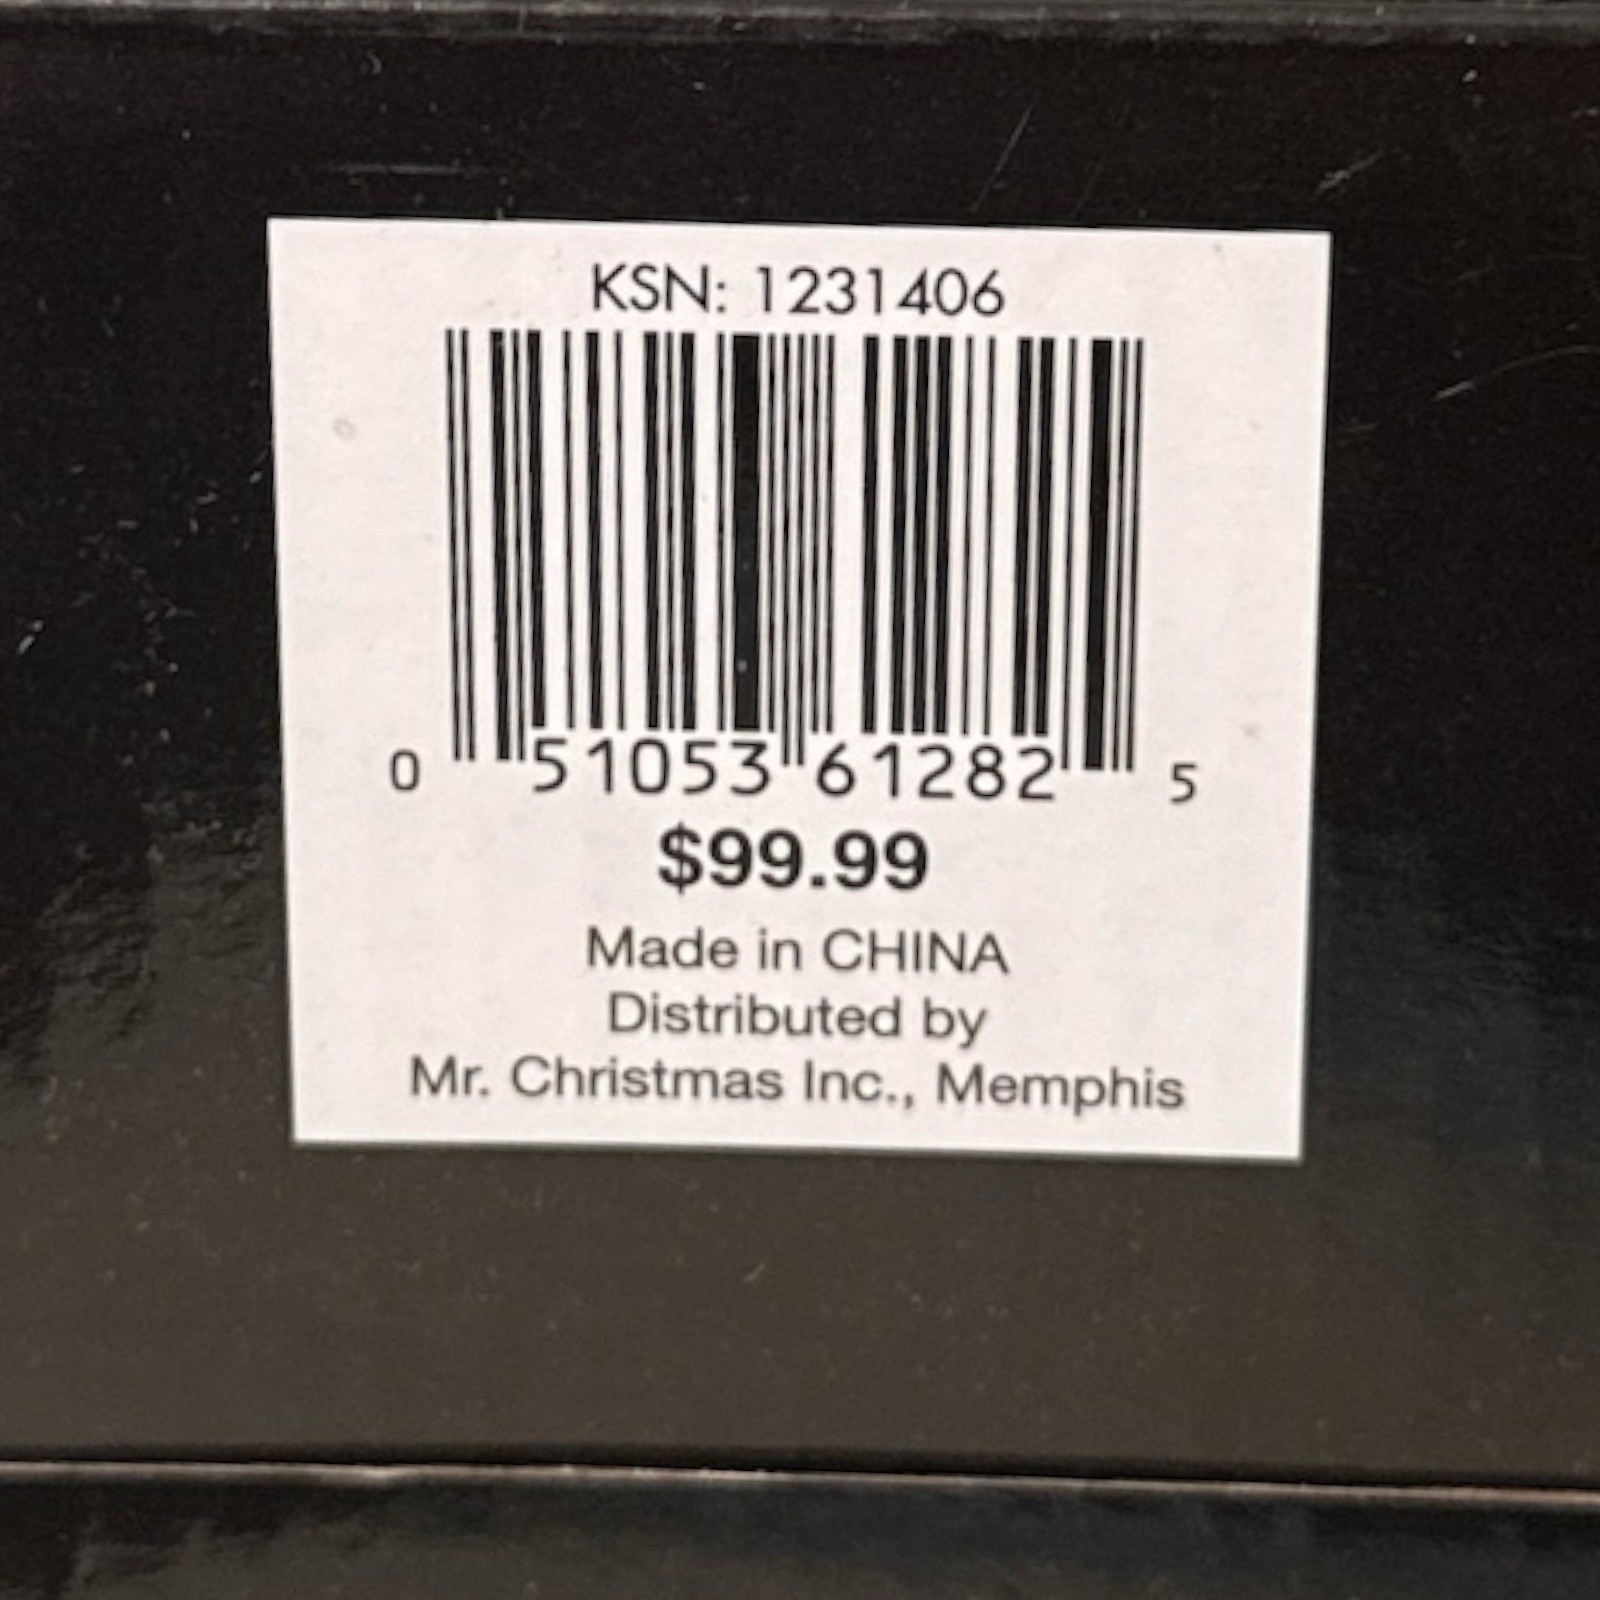 KSN: 1231406
0 51053 61282 5
$99.99
Made in CHINA
Distributed by
Mr. Christmas Inc., Memphis